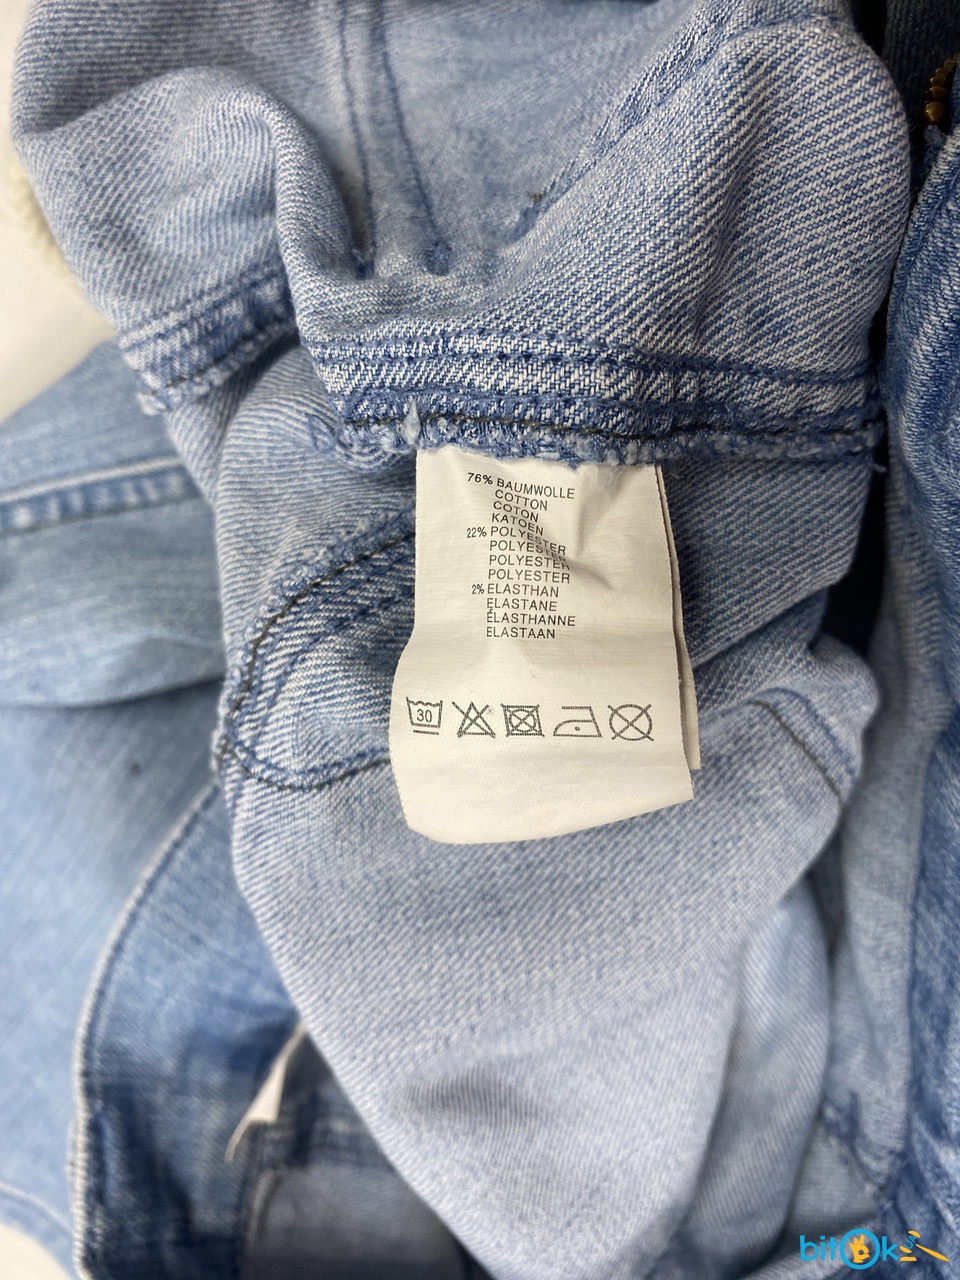 76% BAUMWOLLE
COTTON
COTON
KATOEN
22% POLYESTER
POLYESTER
POLYESTER
POLYESTER
2% ELASTHAN
ELASTANE
ÉLASTHANNE
ELASTAAN
30
bitOk